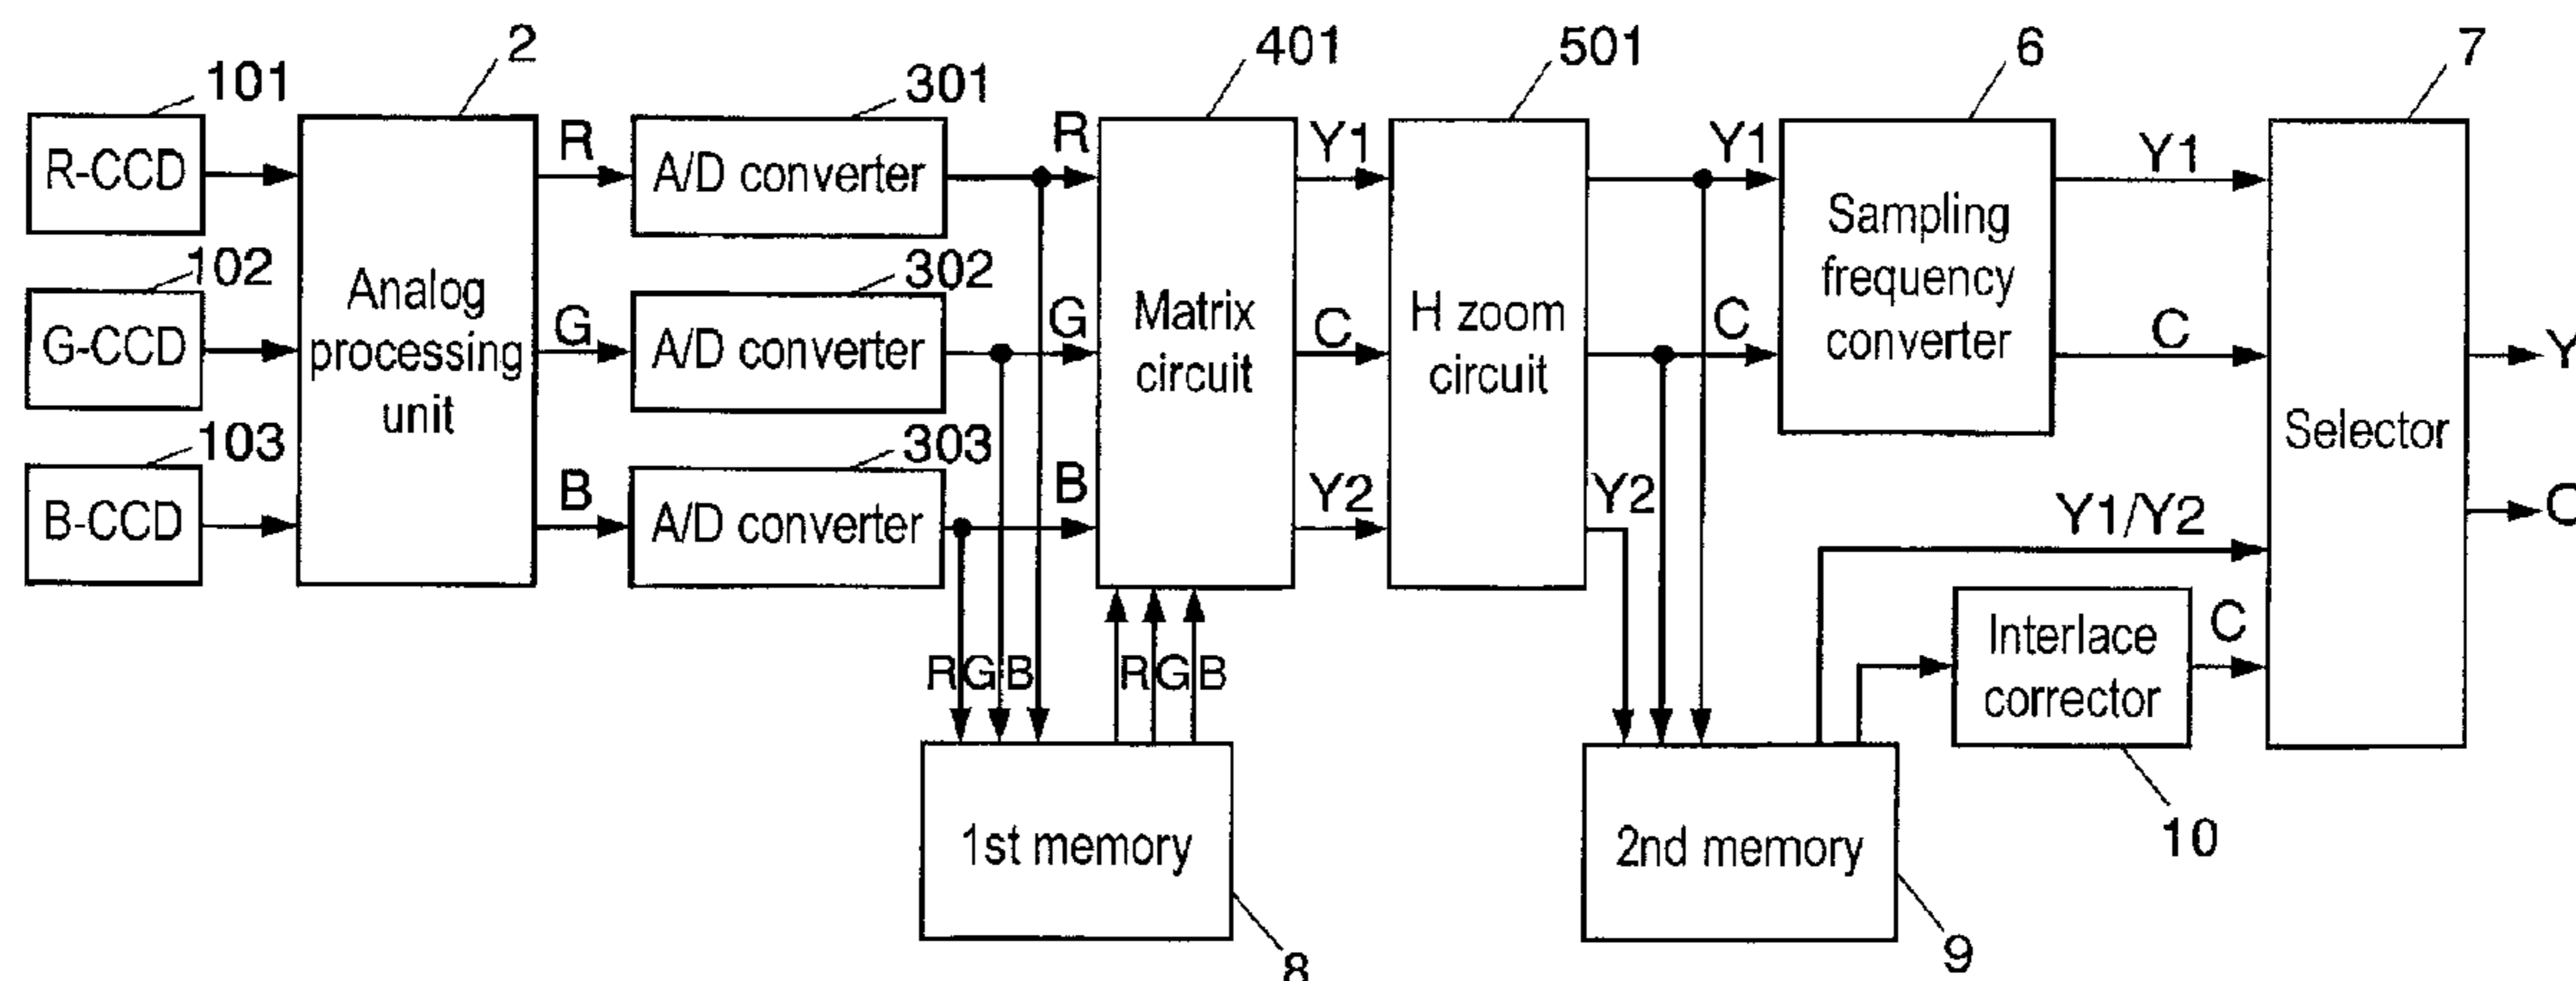 2
401
501
6
7
101
301
R-CCD
R
A/D converter
R
Y1
Y1
Y1
102
302
G-CCD
Analog
processing
unit
G
A/D converter
G
Matrix
circuit
C
H zoom
circuit
C
Sampling
frequency
converter
C
Selector
Y
103
303
B-CCD
B
A/D converter
B
Y2
Y2
Y1/Y2
R G B
R G B
Interlace
corrector
C
1st memory
2nd memory
10
8
9